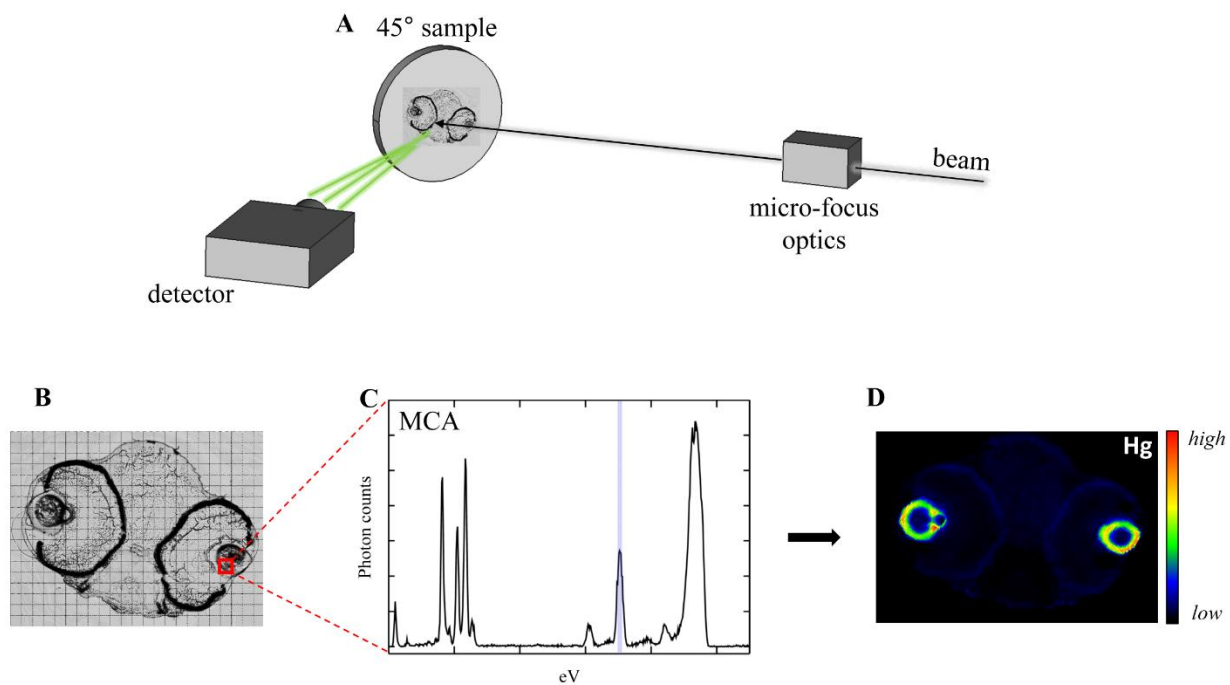 A
45° sample
beam
micro-focus
optics
detector
B
C
D
MCA
Photon counts
eV
Hg
high
low